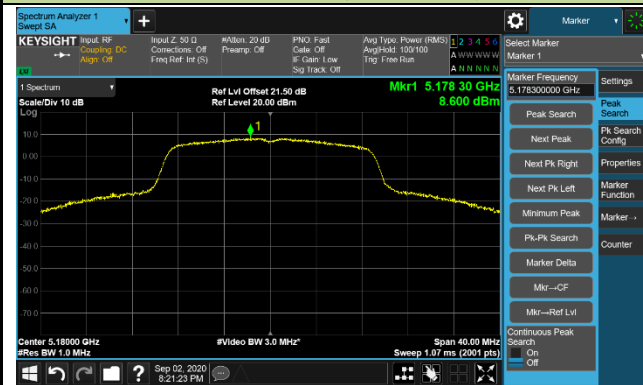 Spectrum Analyzer 1
Swept SA
+
Marker
KEYSIGHT
Input: RF
Coupling: DC
Align: Off
Input Z: 50 Ω
Corrections: Off
Freq Ref: Int (S)
#Atten: 20 dB
Preamp: Off
PNO: Fast
Gate: Off
IF Gain: Low
Sig Track: Off
Avg Type: Power (RMS)
Avg|Hold: 100/100
Trig: Free Run
1 2 3 4 5 6
A W W W W W
A N N N N N
Select Marker
Marker 1
1 Spectrum
Scale/Div 10 dB
Log
Ref Lvl Offset 21.50 dB
Ref Level 20.00 dBm
Mkr1 5.178 30 GHz
8.600 dBm
Marker Frequency
5.178300000 GHz
Settings
Peak Search
Peak
Search
Next Peak
Pk Search
Config
Next Pk Right
Properties
Next Pk Left
Marker
Function
Minimum Peak
Marker→
Pk-Pk Search
Counter
Marker Delta
Mkr→CF
Mkr→Ref Lvl
Continuous Peak
Search
On
Off
1
10.0
0.00
-10.0
-20.0
-30.0
-40.0
-50.0
-60.0
-70.0
Center 5.18000 GHz
#Res BW 1.0 MHz
#Video BW 3.0 MHz*
Span 40.00 MHz
Sweep 1.07 ms (2001 pts)
?
Sep 02, 2020
8:21:23 PM